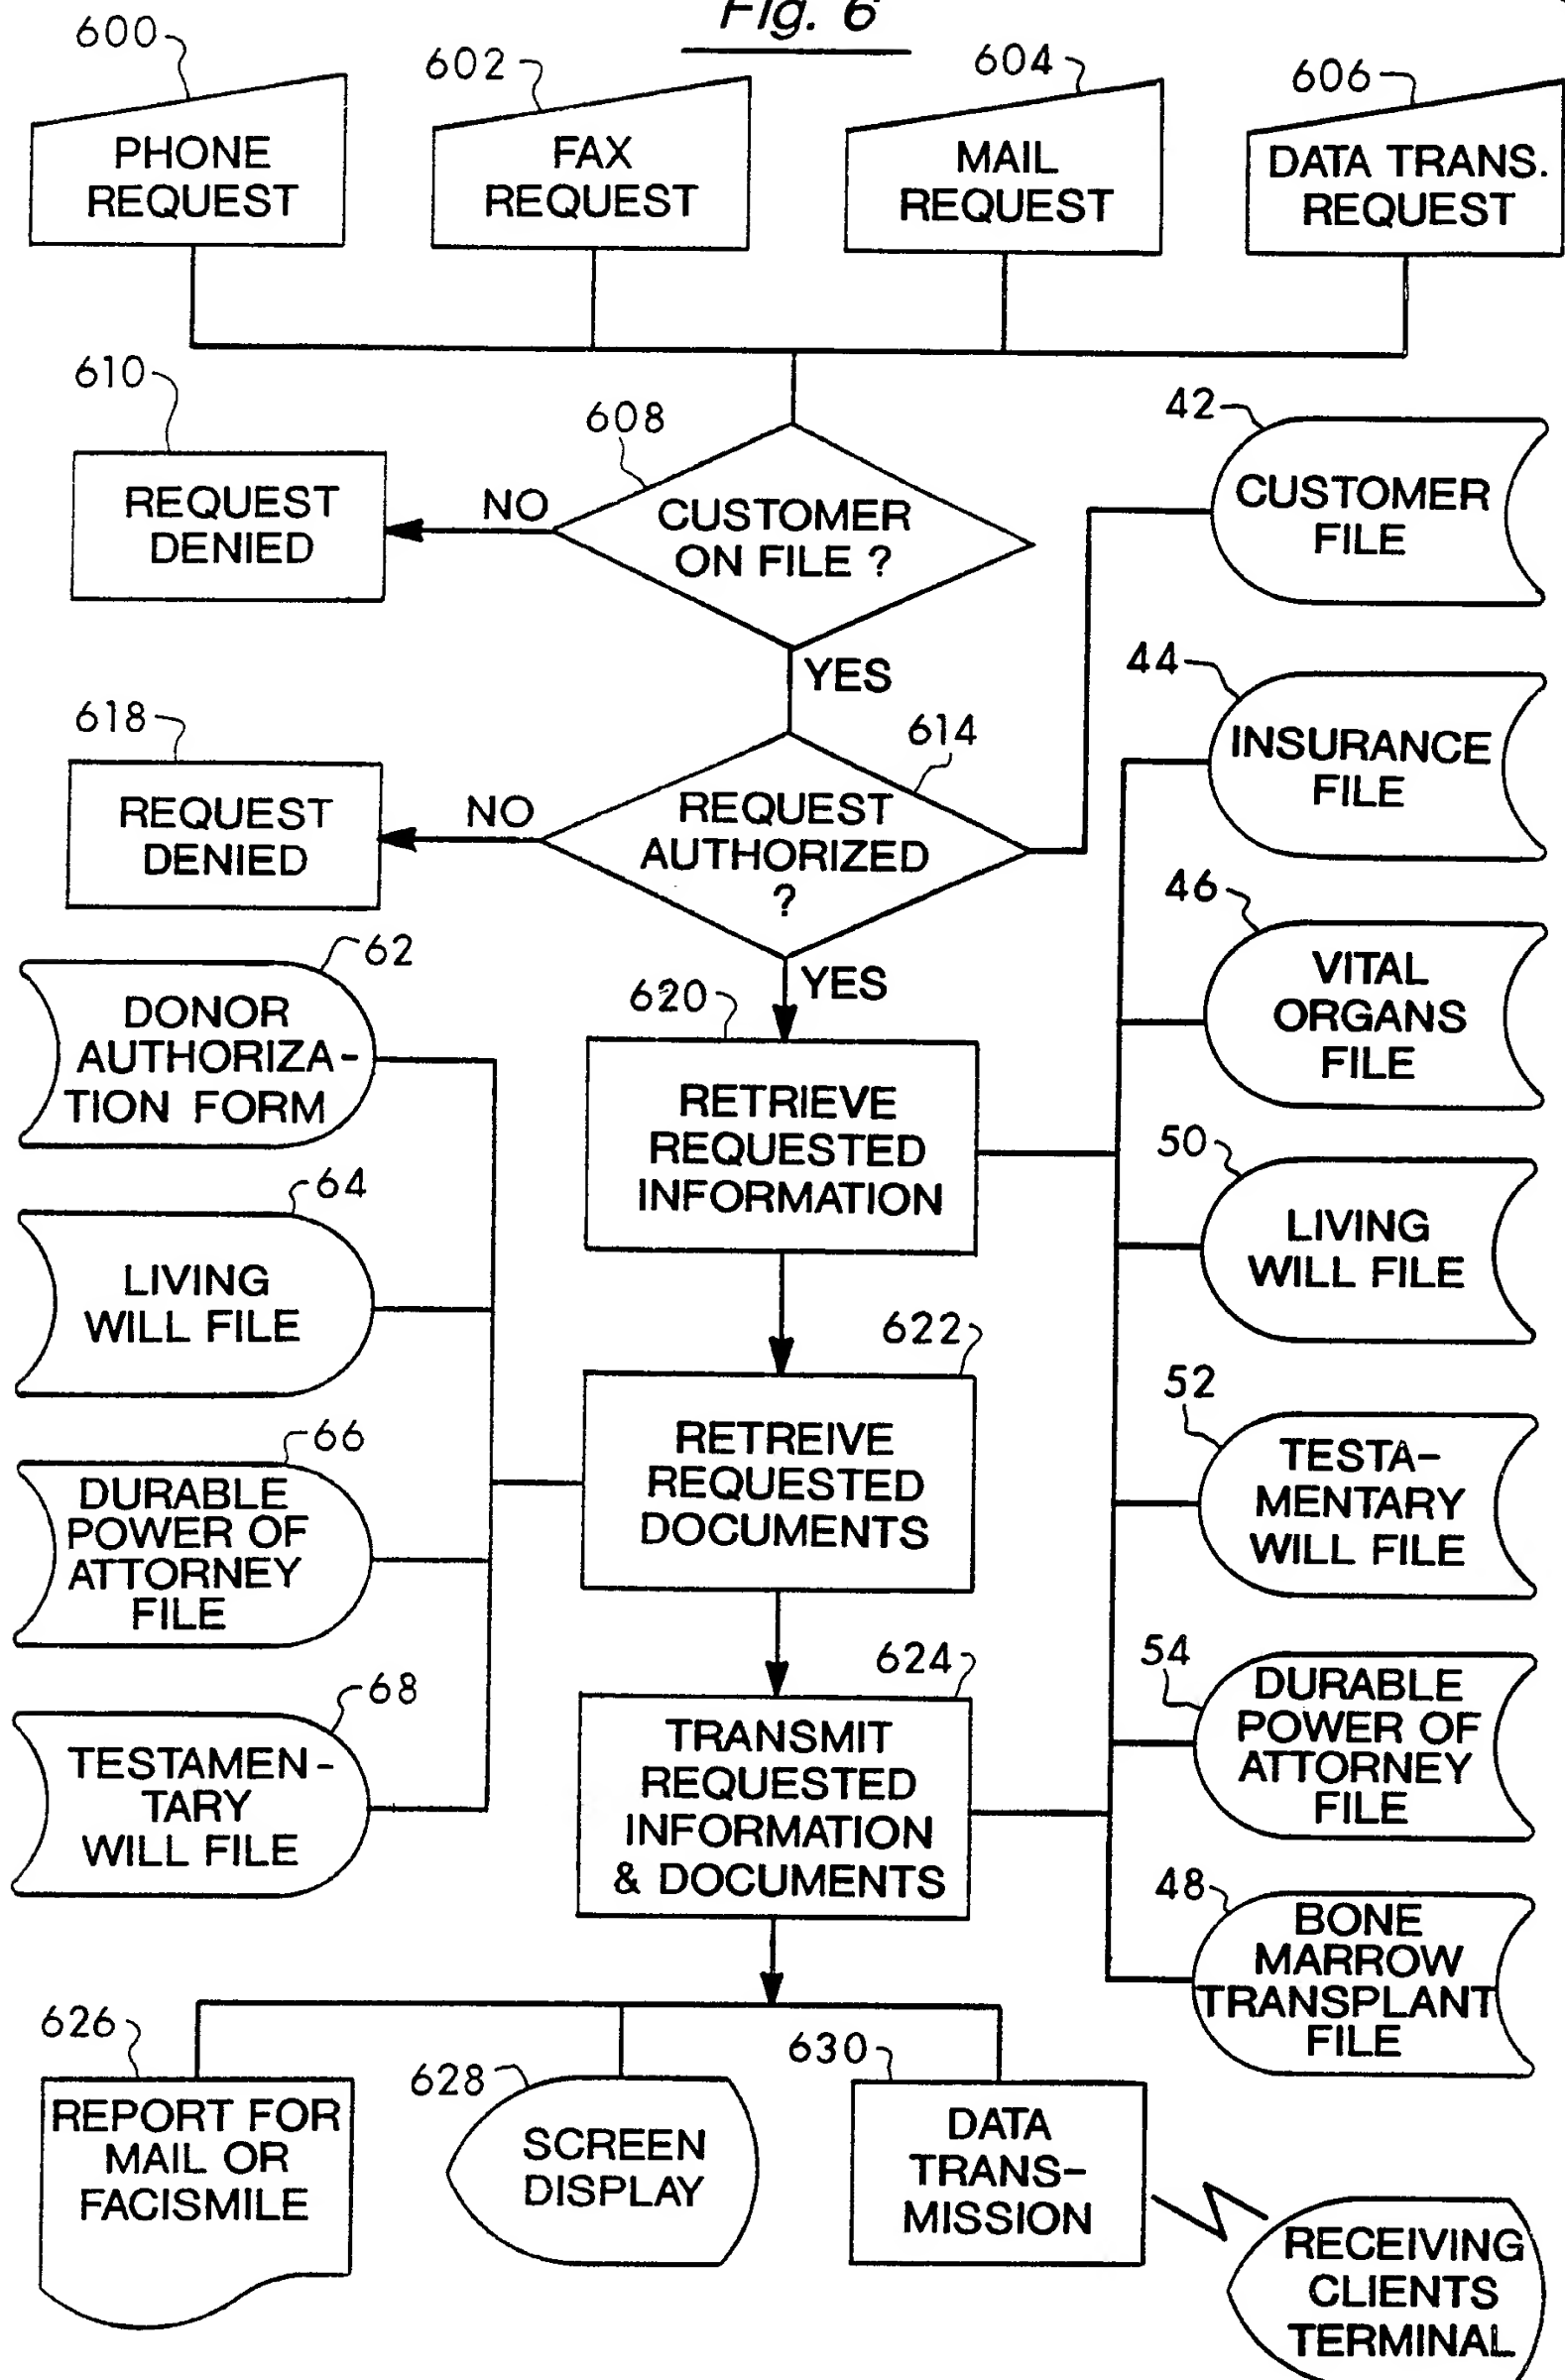 Fig. 6
600
602
604
606
PHONE
REQUEST
FAX
REQUEST
MAIL
REQUEST
DATA TRANS.
REQUEST
610
REQUEST
DENIED
NO
608
CUSTOMER
ON FILE ?
YES
42
CUSTOMER
FILE
618
REQUEST
DENIED
NO
614
REQUEST
AUTHORIZED
?
YES
44
INSURANCE
FILE
46
VITAL
ORGANS
FILE
62
DONOR
AUTHORIZA-
TION FORM
620
RETRIEVE
REQUESTED
INFORMATION
50
LIVING
WILL FILE
64
LIVING
WILL FILE
622
RETREIVE
REQUESTED
DOCUMENTS
52
TESTA-
MENTARY
WILL FILE
66
DURABLE
POWER OF
ATTORNEY
FILE
624
TRANSMIT
REQUESTED
INFORMATION
& DOCUMENTS
54
DURABLE
POWER OF
ATTORNEY
FILE
68
TESTAMEN-
TARY
WILL FILE
48
BONE
MARROW
TRANSPLANT
FILE
626
REPORT FOR
MAIL OR
FACISMILE
628
SCREEN
DISPLAY
630
DATA
TRANS-
MISSION
RECEIVING
CLIENTS
TERMINAL